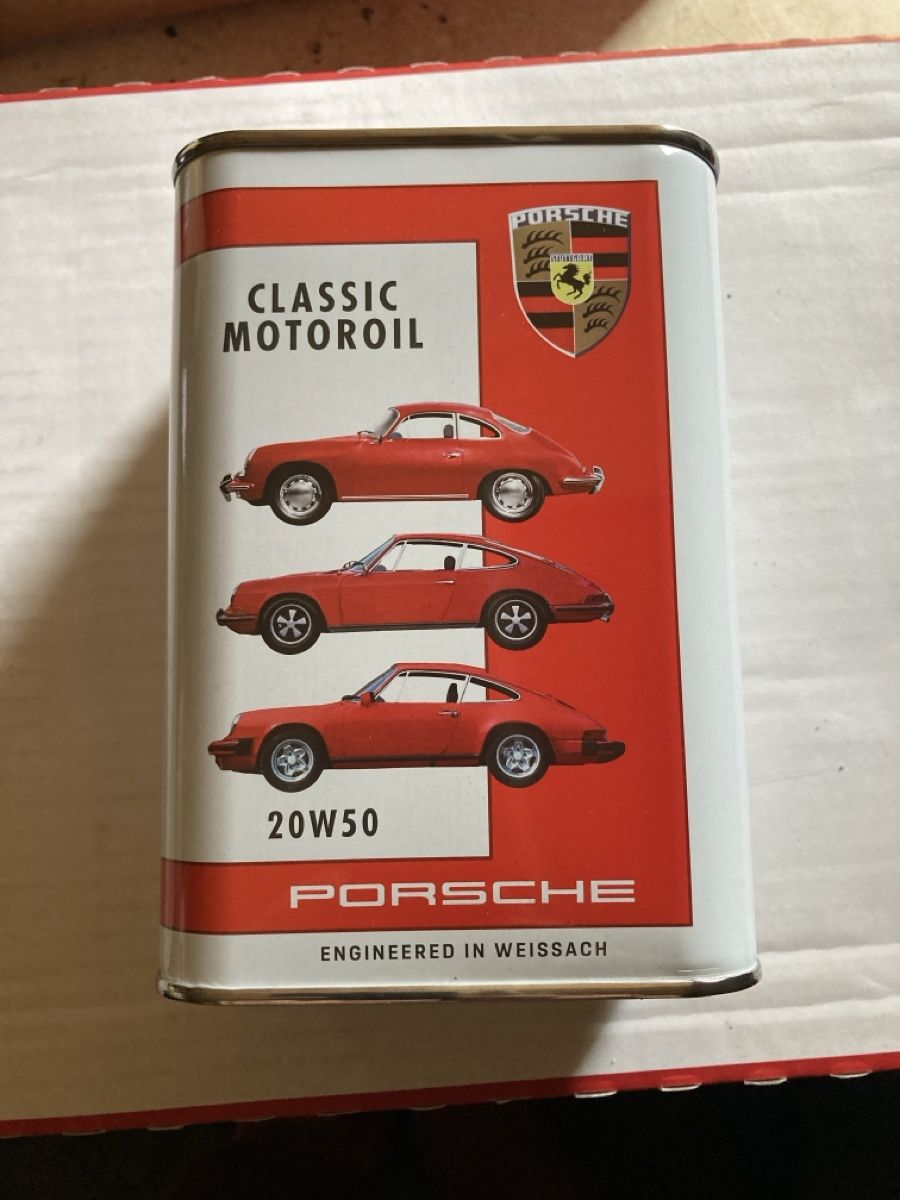 PORSCHE
STUTTGART
CLASSIC
MOTOROIL
20W50
PORSCHE
ENGINEERED IN WEISSACH